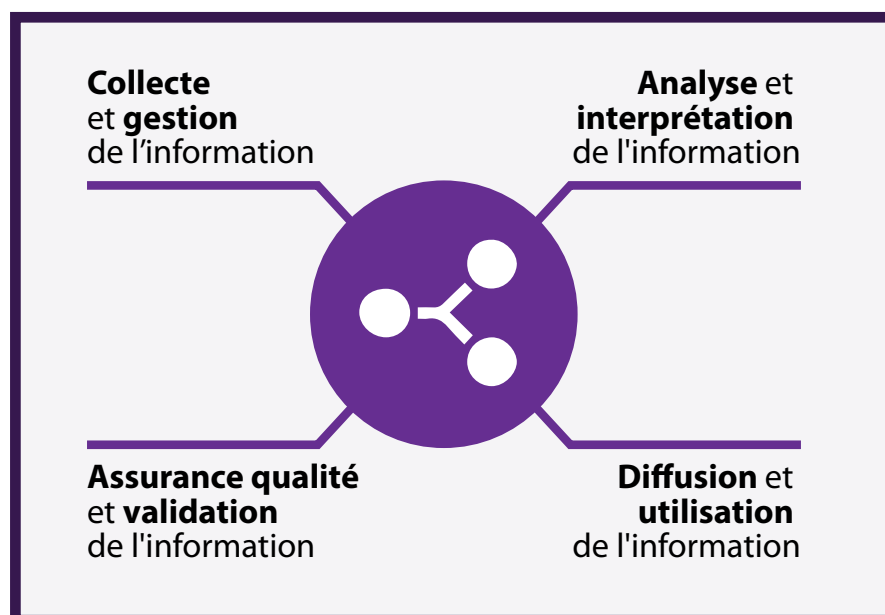 Collecte
et gestion
de l’information
Analyse et
interprétation
de l'information
Assurance qualité
et validation
de l'information
Diffusion et
utilisation
de l'information